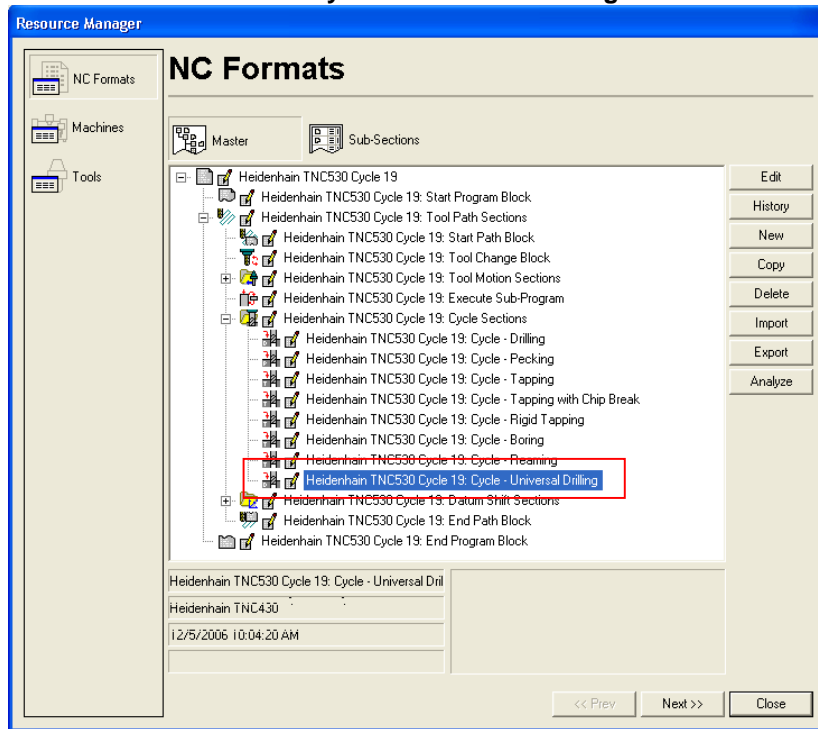 Resource Manager
NC Formats
Machines
Tools
NC Formats
Master
Sub-Sections
Heidenhain TNC530 Cycle 19
Heidenhain TNC530 Cycle 19: Start Program Block
Heidenhain TNC530 Cycle 19: Tool Path Sections
Heidenhain TNC530 Cycle 19: Start Path Block
Heidenhain TNC530 Cycle 19: Tool Change Block
Heidenhain TNC530 Cycle 19: Tool Motion Sections
Heidenhain TNC530 Cycle 19: Execute Sub-Program
Heidenhain TNC530 Cycle 19: Cycle Sections
Heidenhain TNC530 Cycle 19: Cycle - Drilling
Heidenhain TNC530 Cycle 19: Cycle - Pecking
Heidenhain TNC530 Cycle 19: Cycle - Tapping
Heidenhain TNC530 Cycle 19: Cycle - Tapping with Chip Break
Heidenhain TNC530 Cycle 19: Cycle - Rigid Tapping
Heidenhain TNC530 Cycle 19: Cycle - Boring
Heidenhain TNC530 Cycle 19: Cycle - Reaming
Heidenhain TNC530 Cycle 19: Cycle - Universal Drilling
Heidenhain TNC530 Cycle 19: Datum Shift Sections
Heidenhain TNC530 Cycle 19: End Path Block
Heidenhain TNC530 Cycle 19: End Program Block
Edit
History
New
Copy
Delete
Import
Export
Analyze
Heidenhain TNC530 Cycle 19: Cycle - Universal Dril
Heidenhain TNC430
12/5/2006 10:04:20 AM
<< Prev
Next >>
Close